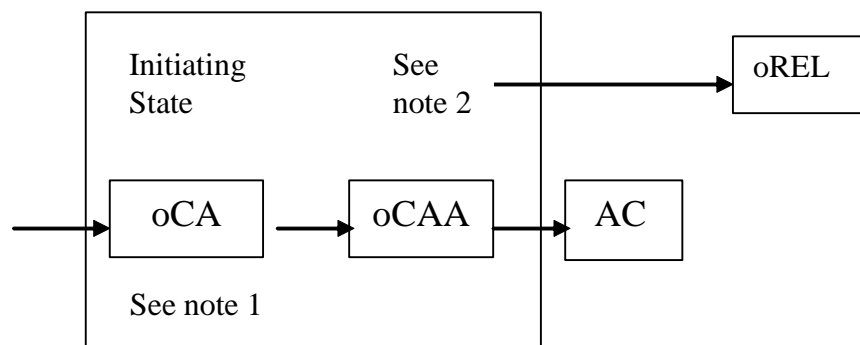 Initiating
State
See
note 2
oREL
oCA
oCAA
AC
See note 1